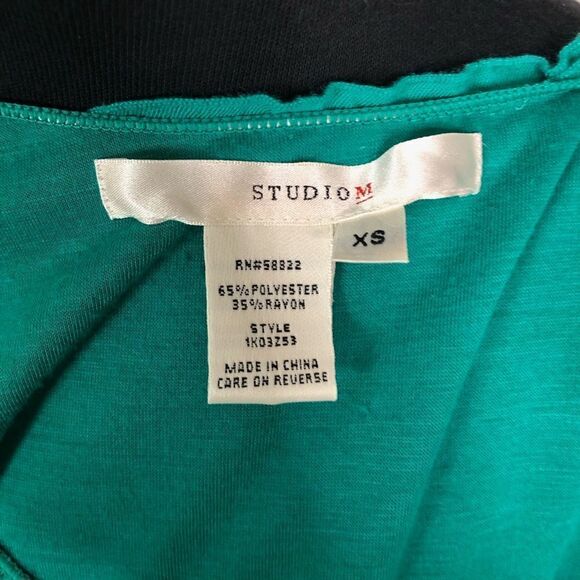 STUDIO M
XS
RN#58822
65% POLYESTER
35% RAYON
STYLE
1K03Z53
MADE IN CHINA
CARE ON REVERSE